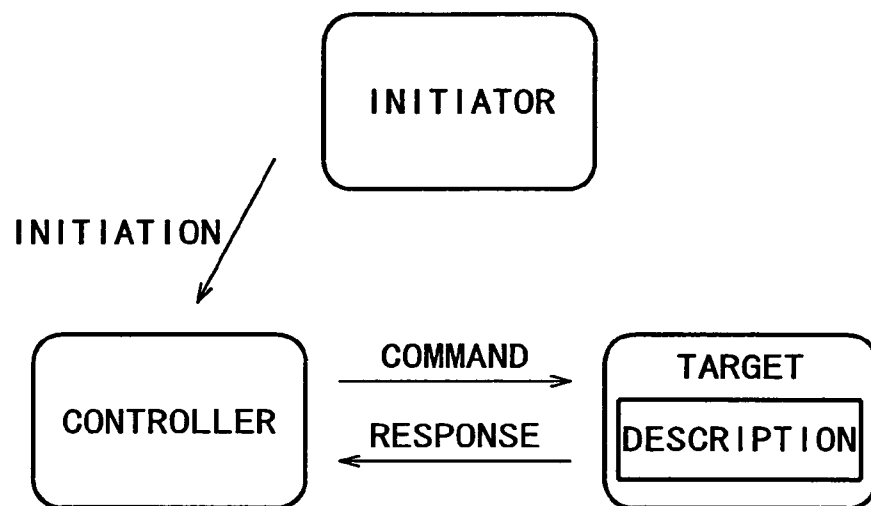 INITIATOR
INITIATION
COMMAND
TARGET
CONTROLLER
RESPONSE
DESCRIPTION